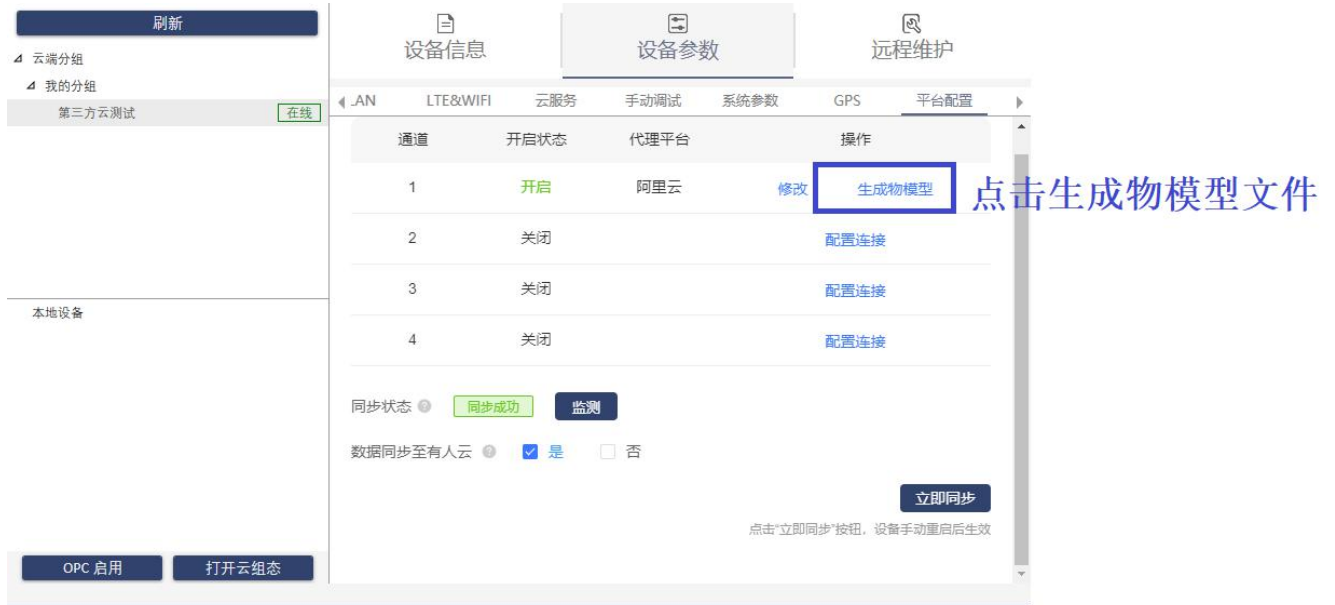 刷新
云端分组
我的分组
第三方云测试 在线
本地设备
OPC 启用 打开云组态
设备信息 设备参数 远程维护
.AN LTE&WIFI 云服务 手动调试 系统参数 GPS 平台配置
通道 开启状态 代理平台 操作
1 开启 阿里云 修改 生成物模型
点击生成物模型文件
2 关闭 配置连接
3 关闭 配置连接
4 关闭 配置连接
同步状态 同步成功 监测
数据同步至有人云 是 否
立即同步
点击“立即同步”按钮，设备手动重启后生效